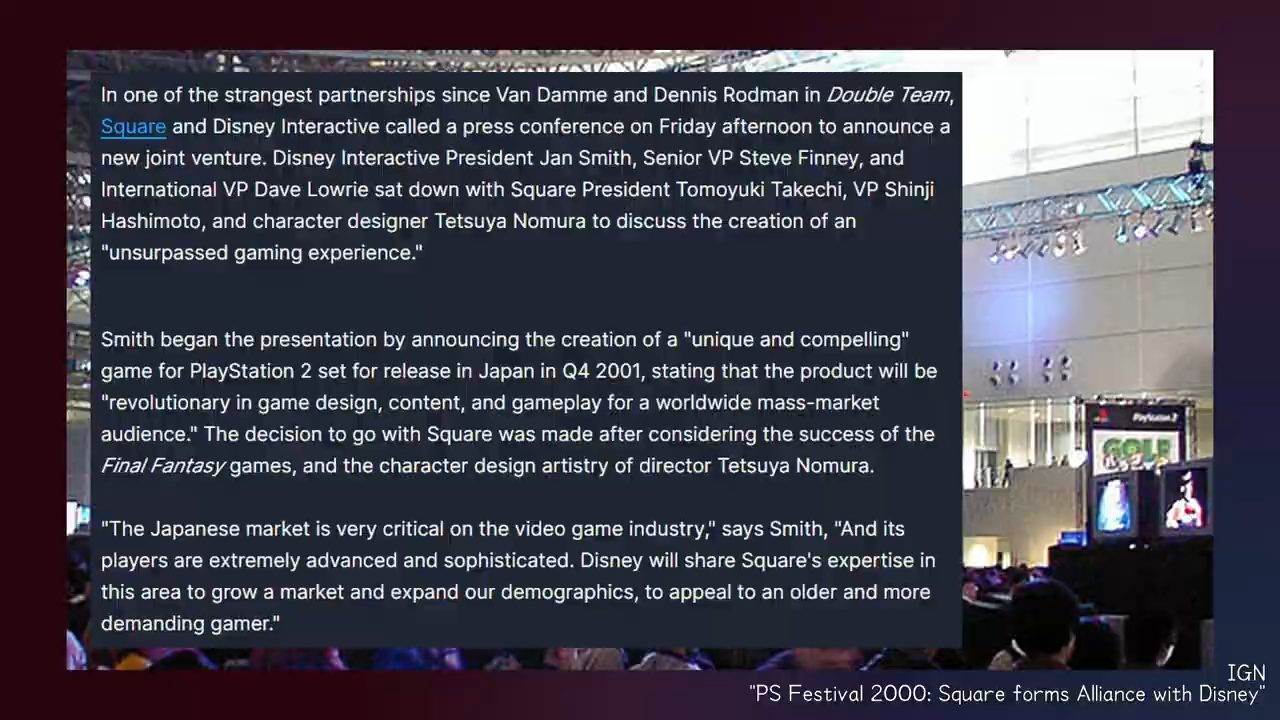 In one of the strangest partnerships since Van Damme and Dennis Rodman in Double Team,
Square and Disney Interactive called a press conference on Friday afternoon to announce a
new joint venture. Disney Interactive President Jan Smith, Senior VP Steve Finney, and
International VP Dave Lowrie sat down with Square President Tomoyuki Takechi, VP Shinji
Hashimoto, and character designer Tetsuya Nomura to discuss the creation of an
"unsurpassed gaming experience."
Smith began the presentation by announcing the creation of a "unique and compelling"
game for PlayStation 2 set for release in Japan in Q4 2001, stating that the product will be
"revolutionary in game design, content, and gameplay for a worldwide mass-market
audience." The decision to go with Square was made after considering the success of the
Final Fantasy games, and the character design artistry of director Tetsuya Nomura.
"The Japanese market is very critical on the video game industry," says Smith, "And its
players are extremely advanced and sophisticated. Disney will share Square's expertise in
this area to grow a market and expand our demographics, to appeal to an older and more
demanding gamer."
PlayStation 2
GOLF
IGN
"PS Festival 2000: Square forms Alliance with Disney"